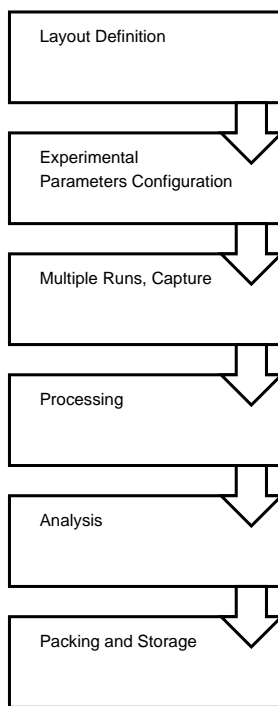 Layout Definition
Experimental
Parameters Configuration
Multiple Runs, Capture
Processing
Analysis
Packing and Storage